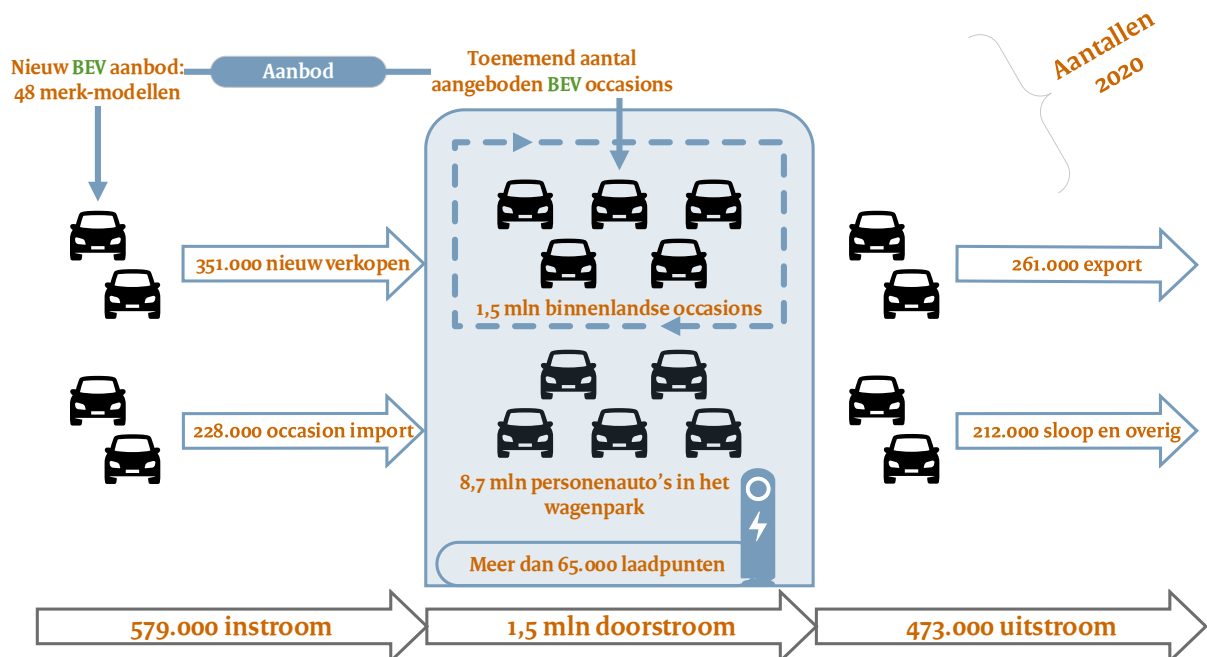 Nieuw BEV aanbod:
48 merk-modellen
Aanbod
Toenemend aantal
aangeboden BEV occasions
Aantallen
2020
351.000 nieuw verkopen
1,5 mln binnenlandse occasions
261.000 export
228.000 occasion import
212.000 sloop en overig
8,7 mln personenauto's in het
wagenpark
Meer dan 65.000 laadpunten
579.000 instroom
1,5 mln doorstroom
473.000 uitstroom